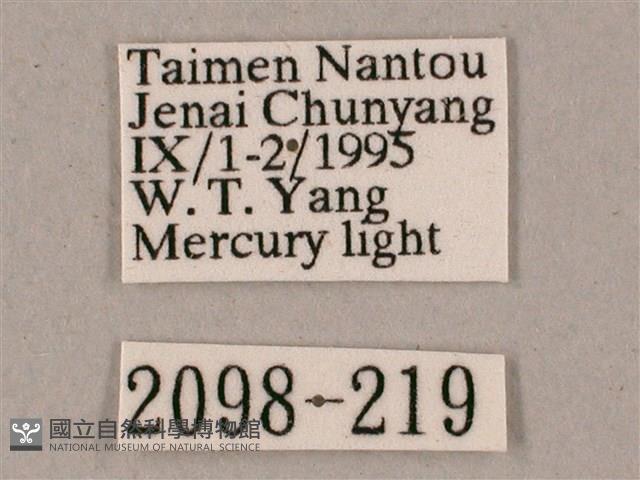 Taimen Nantou
Jenai Chunyang
IX/1-2/1995
W. T. Yang
Mercury light
2098-219
國立自然科學博物館
NATIONAL MUSEUM OF NATURAL SCIENCE